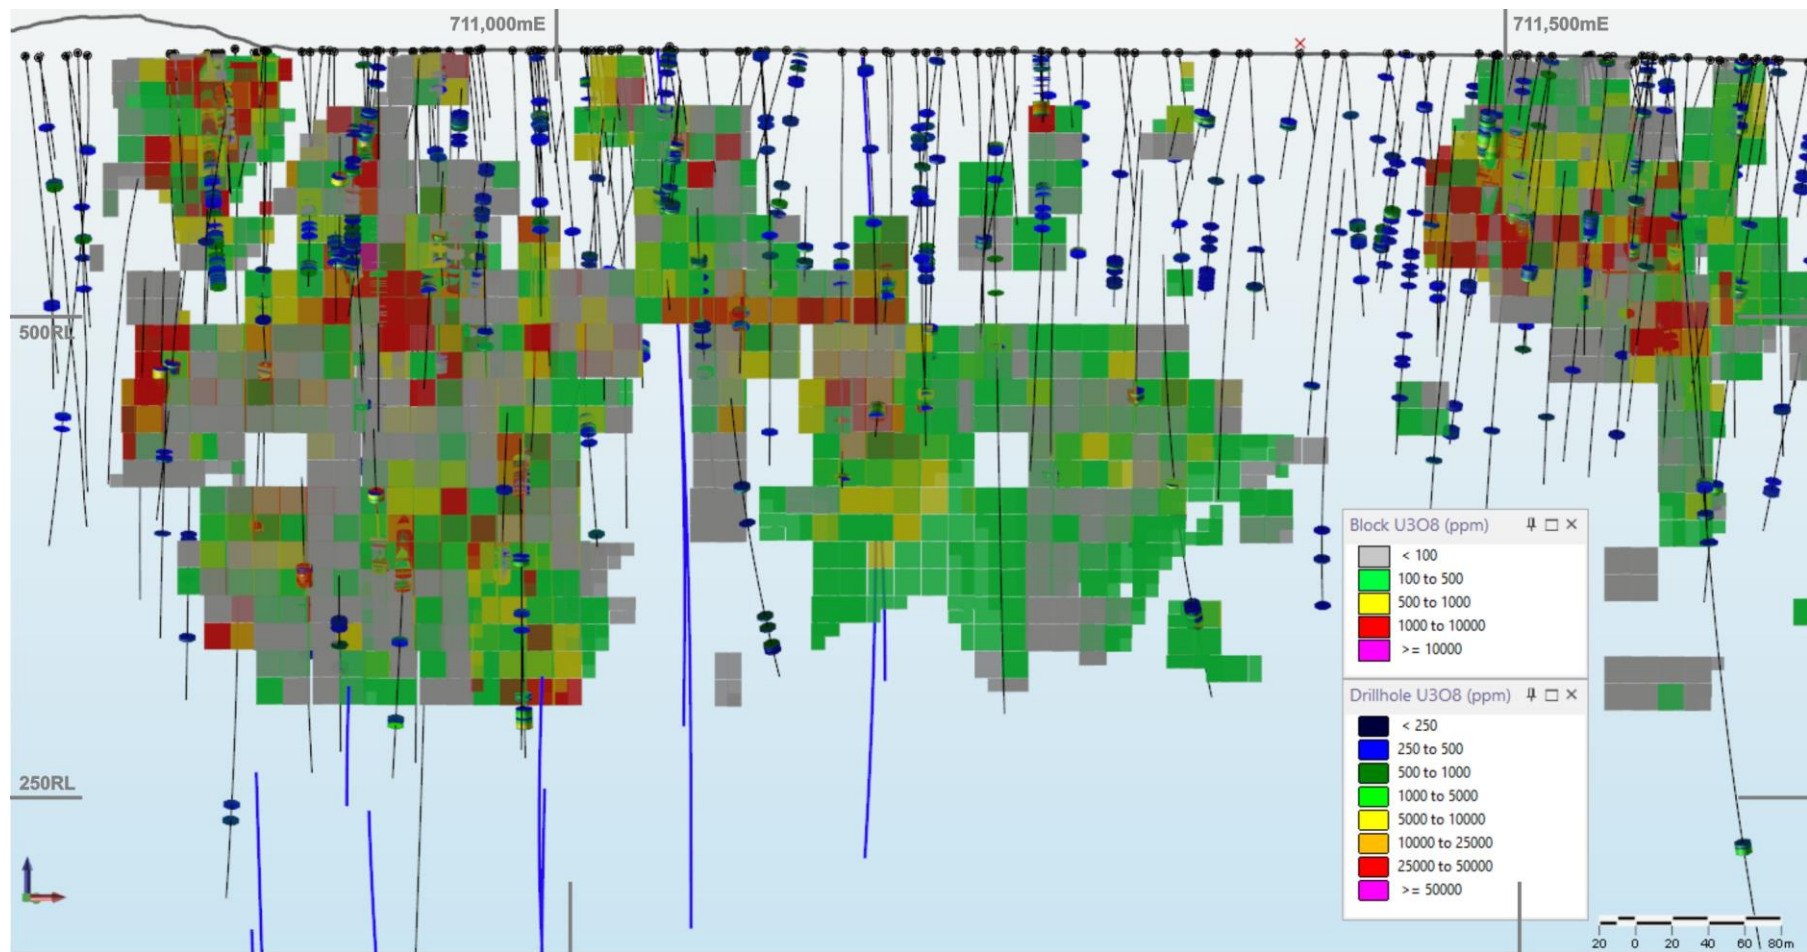 711,000mE
711,500mE
500RL
Block U3O8 (ppm)
< 100
100 to 500
500 to 1000
1000 to 10000
>= 10000
Drillhole U3O8 (ppm)
< 250
250 to 500
500 to 1000
1000 to 5000
5000 to 10000
10000 to 25000
25000 to 50000
>= 50000
250RL
20 0 20 40 60 80m